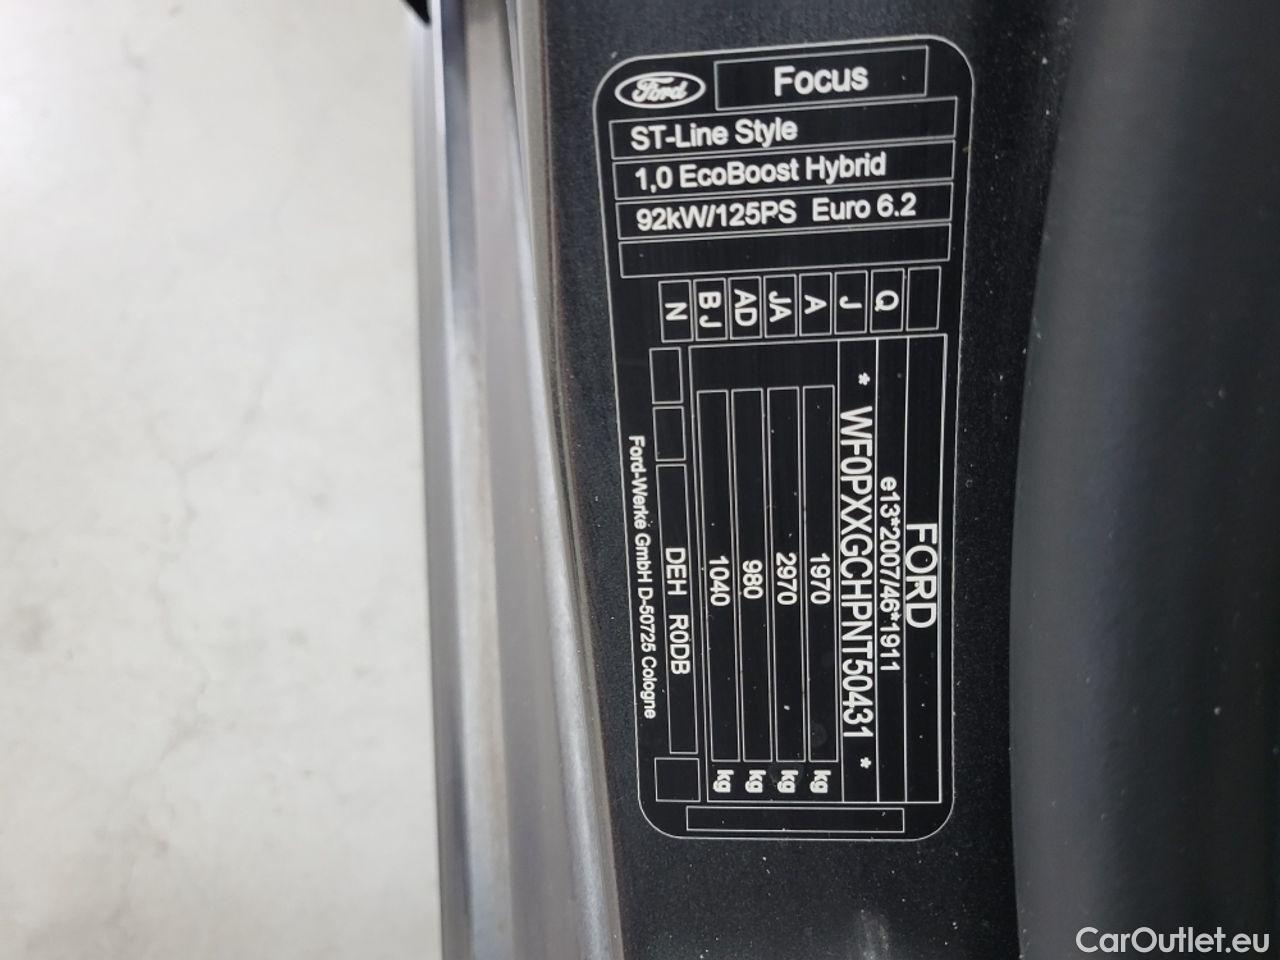 Ford
Focus
ST-Line Style
1,0 EcoBoost Hybrid
92kW/125PS Euro 6.2
Q
J
A
JA
AD
BJ
N
FORD
e13*2007/46*1911
* WF0PXXGCHPNT50431 *
1970 kg
2970 kg
980 kg
1040 kg
DEH R0DB
Ford-Werke GmbH D-50725 Cologne
CarOutlet.eu